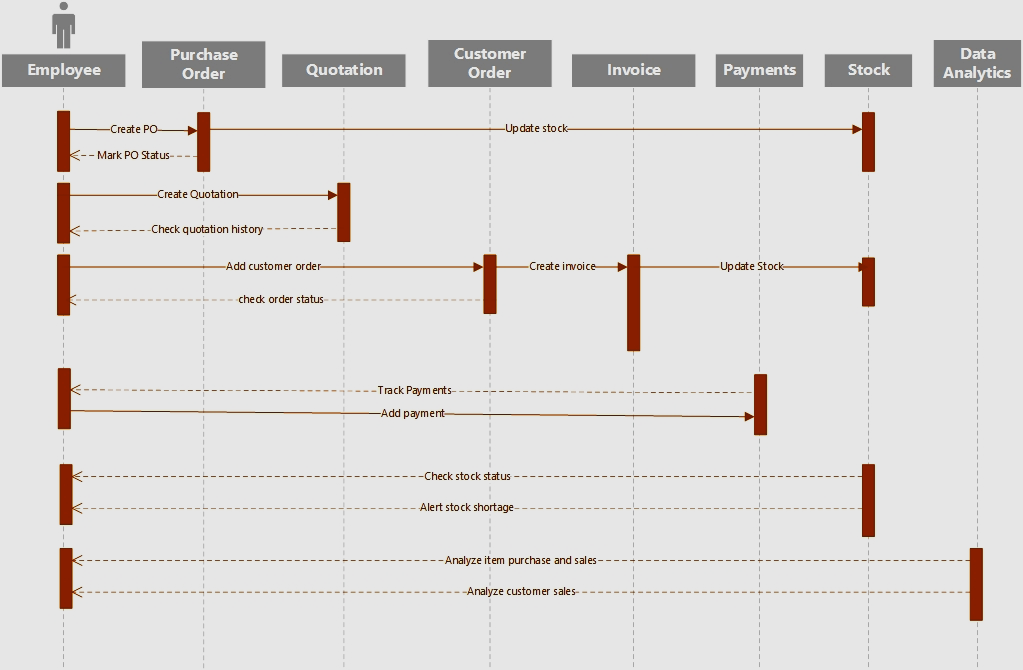 Employee
Purchase
Order
Quotation
Customer
Order
Invoice
Payments
Stock
Data
Analytics
Create PO
Update stock
Mark PO Status
Create Quotation
Check quotation history
Add customer order
Create invoice
Update Stock
check order status
Track Payments
Add payment
Check stock status
Alert stock shortage
Analyze item purchase and sales
Analyze customer sales